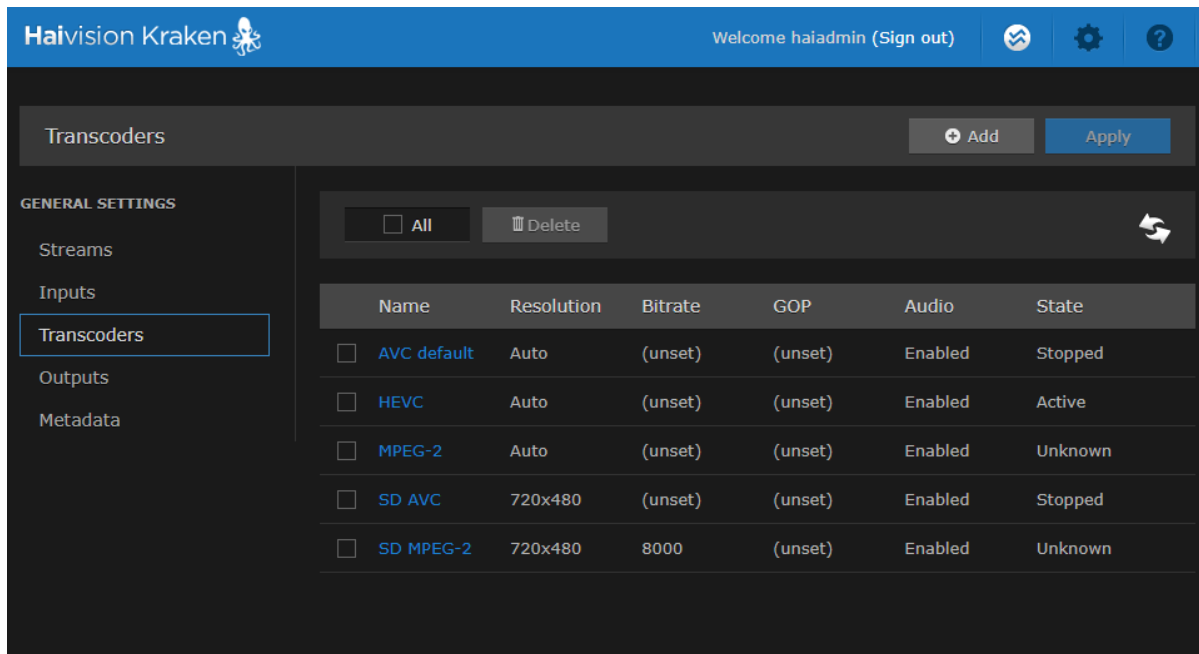 Haivision Kraken
Welcome haiadmin (Sign out)
Transcoders
Add
Apply
GENERAL SETTINGS
Streams
Inputs
Transcoders
Outputs
Metadata
All
Delete
Name Resolution Bitrate GOP Audio State
AVC default Auto (unset) (unset) Enabled Stopped
HEVC Auto (unset) (unset) Enabled Active
MPEG-2 Auto (unset) (unset) Enabled Unknown
SD AVC 720x480 (unset) (unset) Enabled Stopped
SD MPEG-2 720x480 8000 (unset) Enabled Unknown